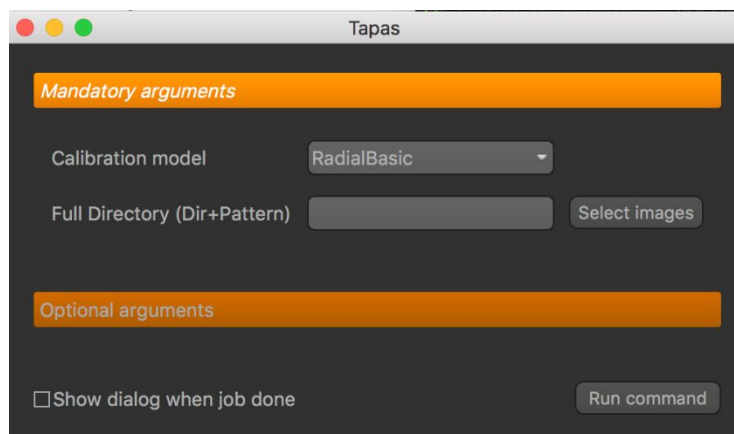 Tapas
Mandatory arguments
Calibration model RadialBasic
Full Directory (Dir+Pattern) Select images
Optional arguments
Show dialog when job done Run command